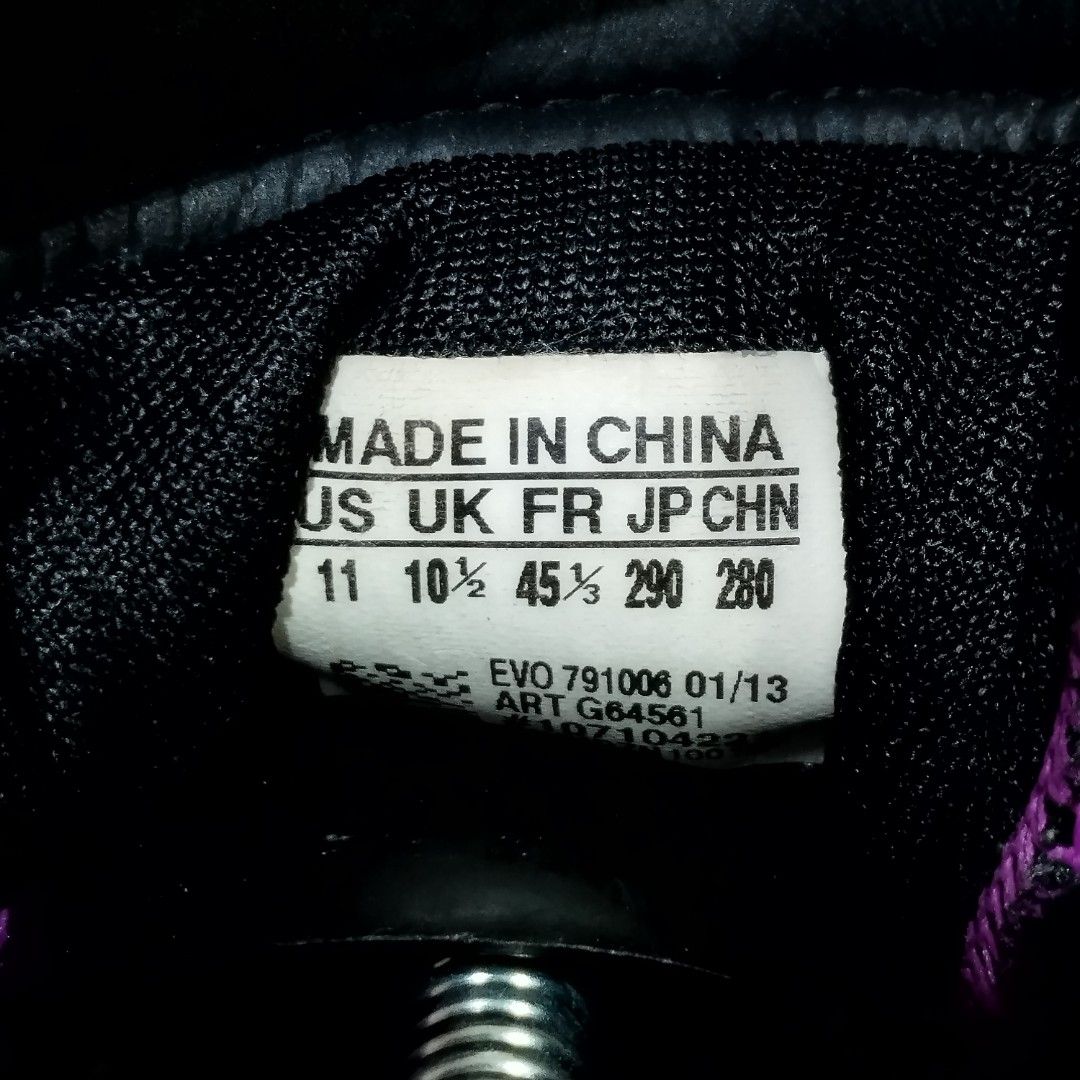 MADE IN CHINA
US UK FR JP CHN
11 10½ 45⅓ 290 280
EVO 791006 01/13
ART G64561